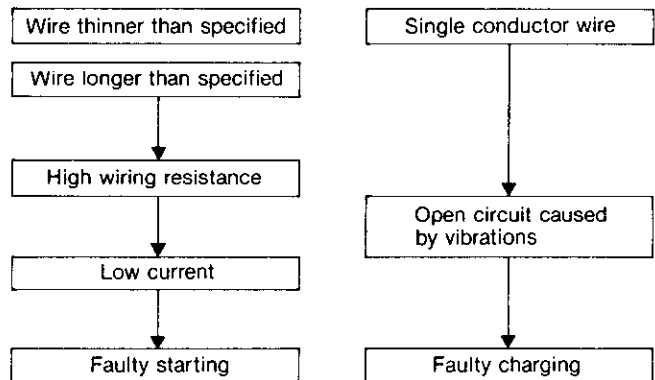 Wire thinner than specified
Wire longer than specified
High wiring resistance
Low current
Faulty starting
Single conductor wire
Open circuit caused
by vibrations
Faulty charging